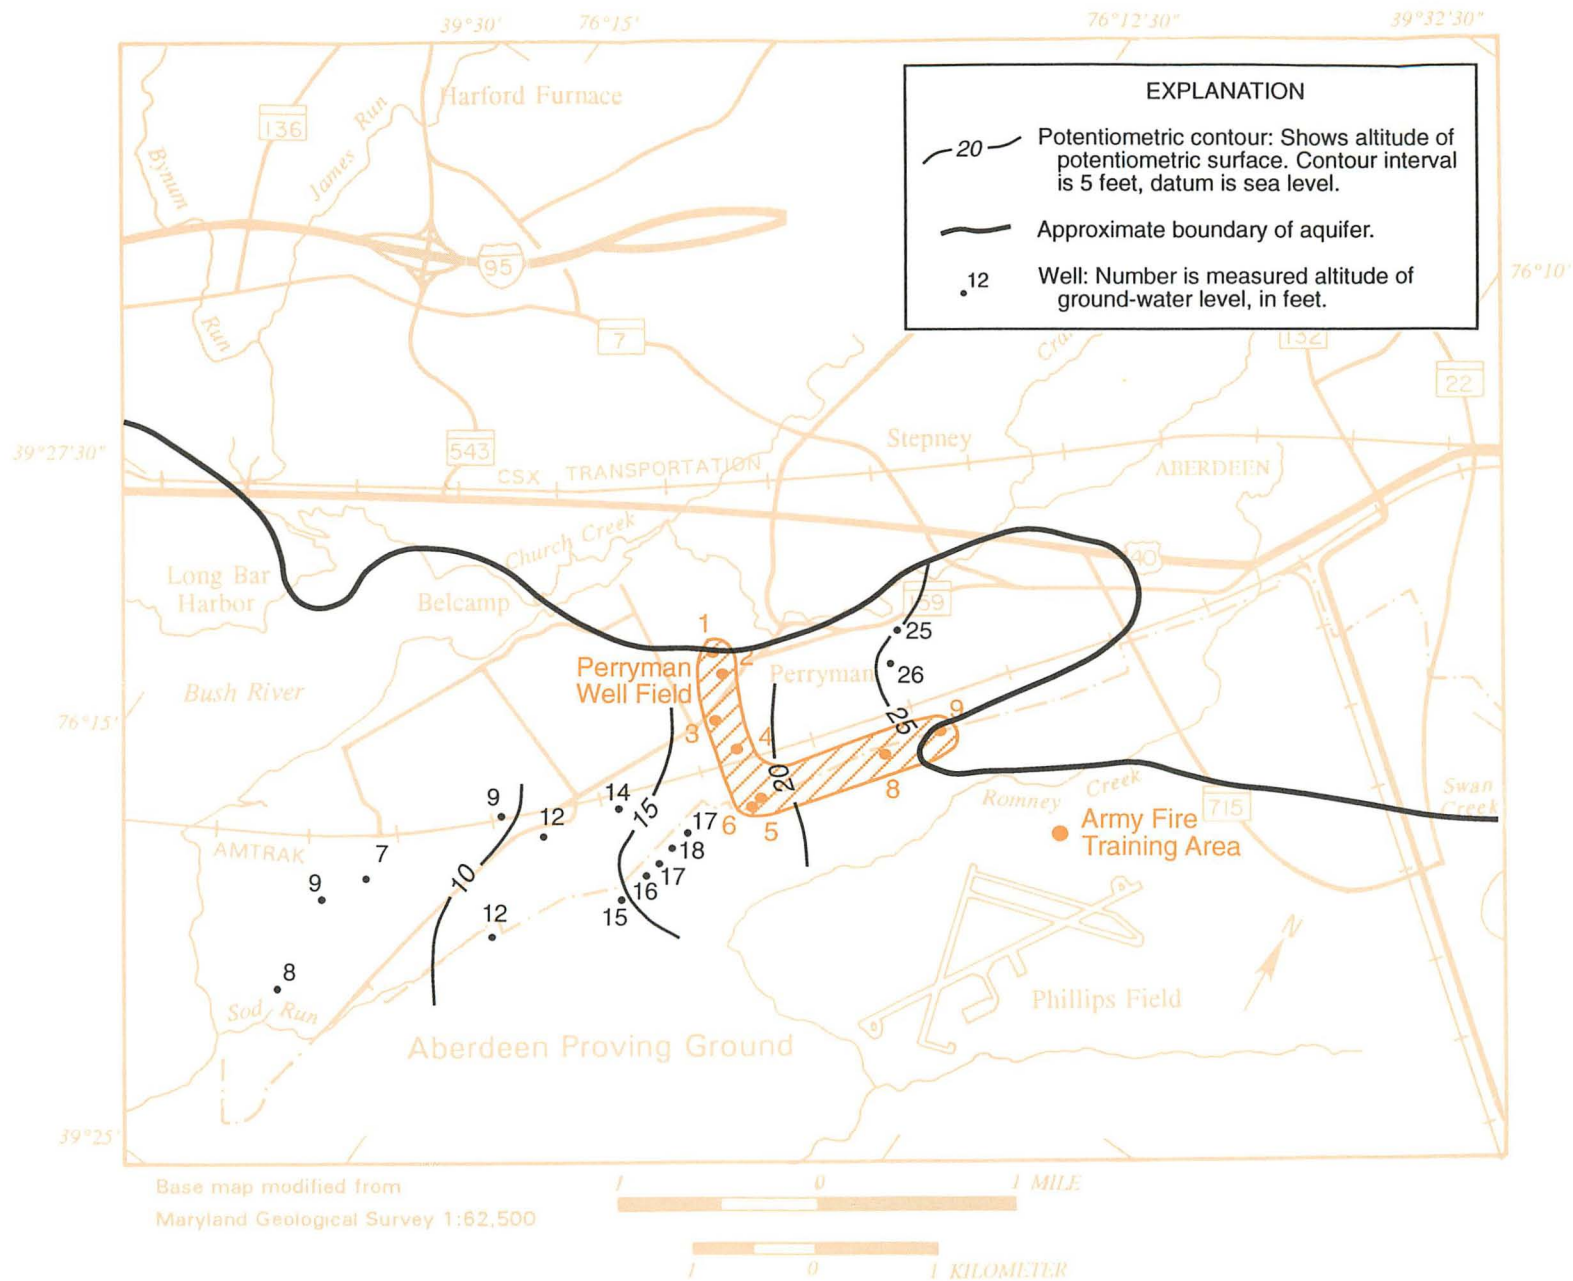 39°30'
76°15'
76°12'30"
39°32'30"
EXPLANATION
20
Potentiometric contour: Shows altitude of
potentiometric surface. Contour interval
is 5 feet, datum is sea level.
Approximate boundary of aquifer.
12
Well: Number is measured altitude of
ground-water level, in feet.
Harford Furnace
136
James Run
Bynum
Run
95
7
76°10'
132
22
543
39°27'30"
Stepney
CSX TRANSPORTATION
ABERDEEN
Church Creek
40
Long Bar
Harbor
Belcamp
159
1
25
2
Perryman
Well Field
Perryman
26
Bush River
76°15'
3
4
25
9
20
8
Romney Creek
Swan
Creek
715
9
12
14
15
17
6
5
Army Fire
Training Area
AMTRAK
7
18
17
16
9
10
12
15
8
Sod Run
N
Phillips Field
Aberdeen Proving Ground
39°25'
Base map modified from
Maryland Geological Survey 1:62,500
1 0 1 MILE
1 0 1 KILOMETER